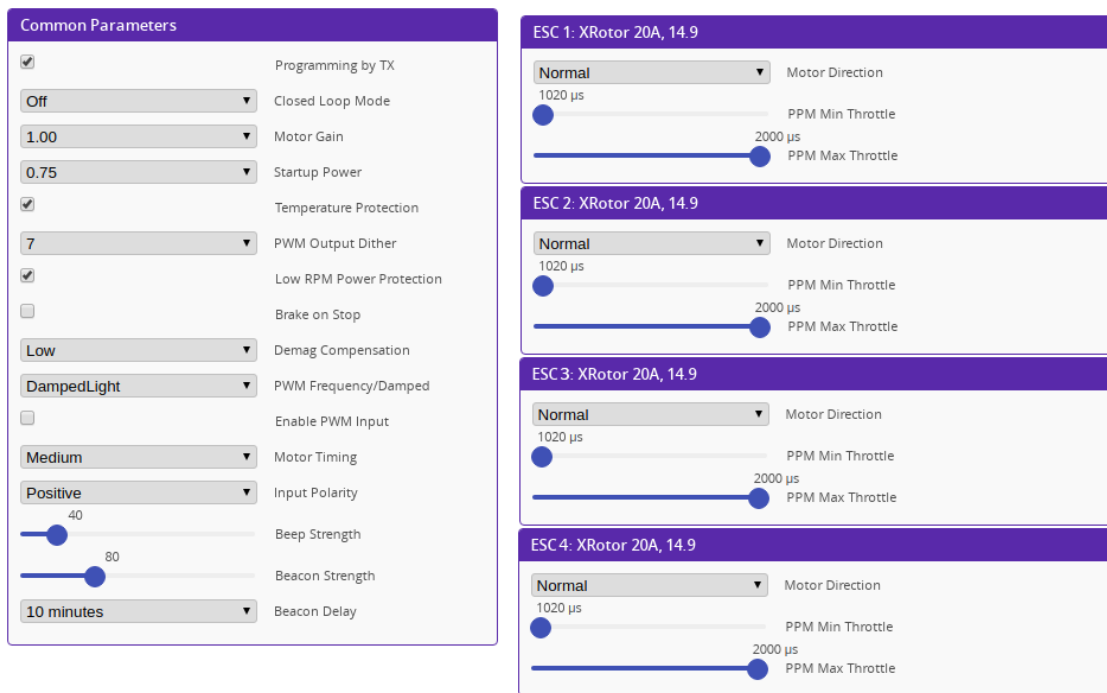 Common Parameters
Programming by TX
Off Closed Loop Mode
1.00 Motor Gain
0.75 Startup Power
Temperature Protection
7 PWM Output Dither
Low RPM Power Protection
Brake on Stop
Low Demag Compensation
DampedLight PWM Frequency/Damped
Enable PWM Input
Medium Motor Timing
Positive Input Polarity
40
Beep Strength
80
Beacon Strength
10 minutes Beacon Delay
ESC 1: XRotor 20A, 14.9
Normal Motor Direction
1020 µs
PPM Min Throttle
2000 µs
PPM Max Throttle
ESC 2: XRotor 20A, 14.9
Normal Motor Direction
1020 µs
PPM Min Throttle
2000 µs
PPM Max Throttle
ESC 3: XRotor 20A, 14.9
Normal Motor Direction
1020 µs
PPM Min Throttle
2000 µs
PPM Max Throttle
ESC 4: XRotor 20A, 14.9
Normal Motor Direction
1020 µs
PPM Min Throttle
2000 µs
PPM Max Throttle